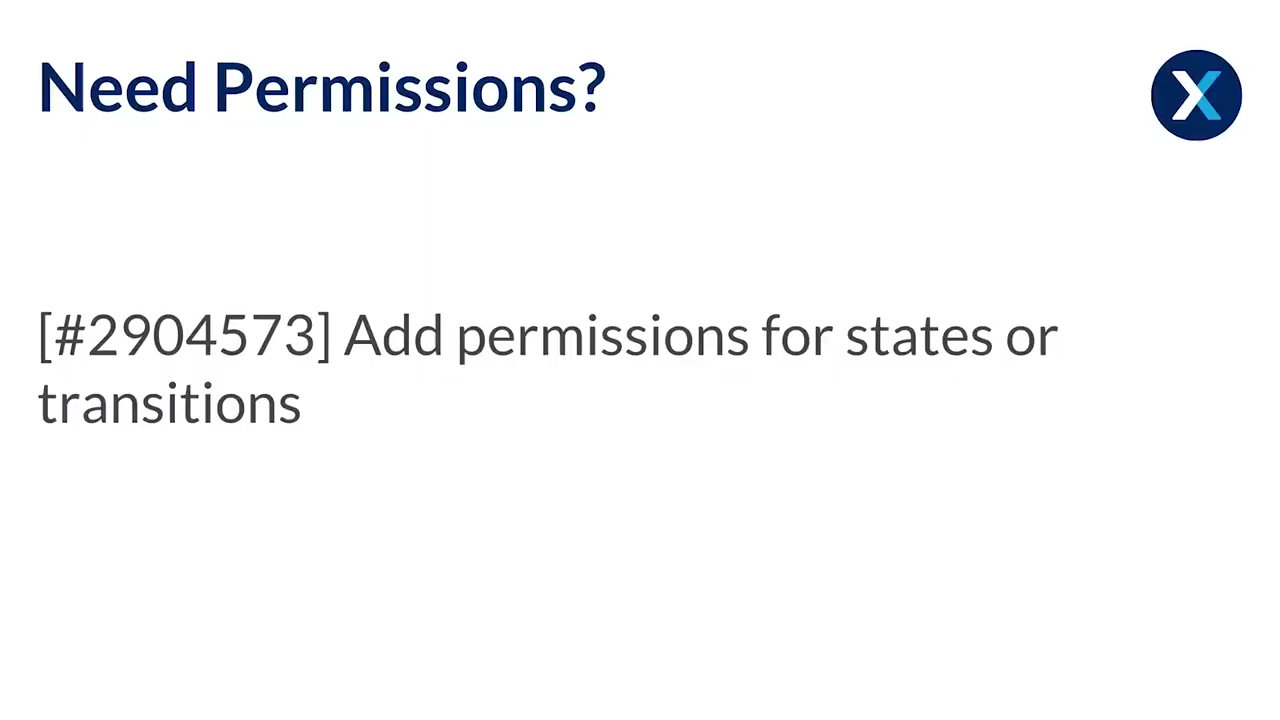 Need Permissions?
[#2904573] Add permissions for states or
transitions